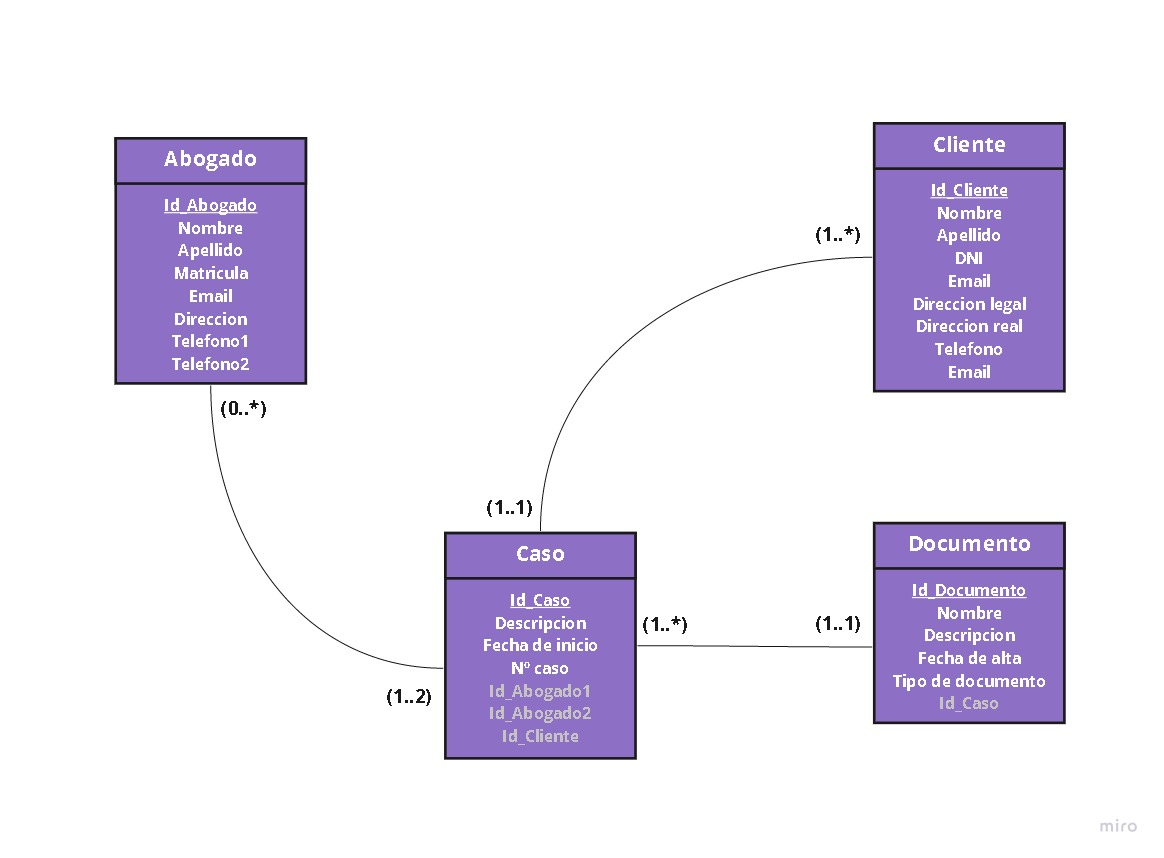 Abogado
Id_Abogado
Nombre
Apellido
Matricula
Email
Direccion
Telefono1
Telefono2
(0..*)
(1..2)
Cliente
Id_Cliente
Nombre
Apellido
DNI
Email
Direccion legal
Direccion real
Telefono
Email
(1..*)
(1..1)
Caso
Id_Caso
Descripcion
Fecha de inicio
Nº caso
Id_Abogado1
Id_Abogado2
Id_Cliente
(1..*)
(1..1)
Documento
Id_Documento
Nombre
Descripcion
Fecha de alta
Tipo de documento
Id_Caso
miro